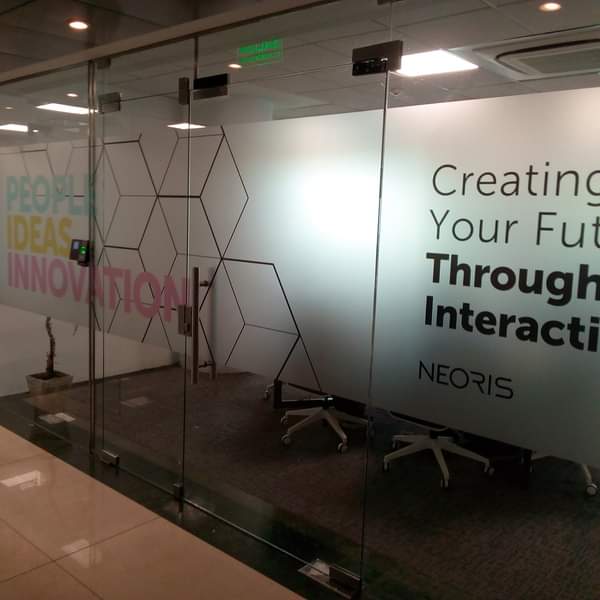 PEOPLE
IDEAS
INNOVATION
Creating
Your Fut
Through
Interacti
NEORIS